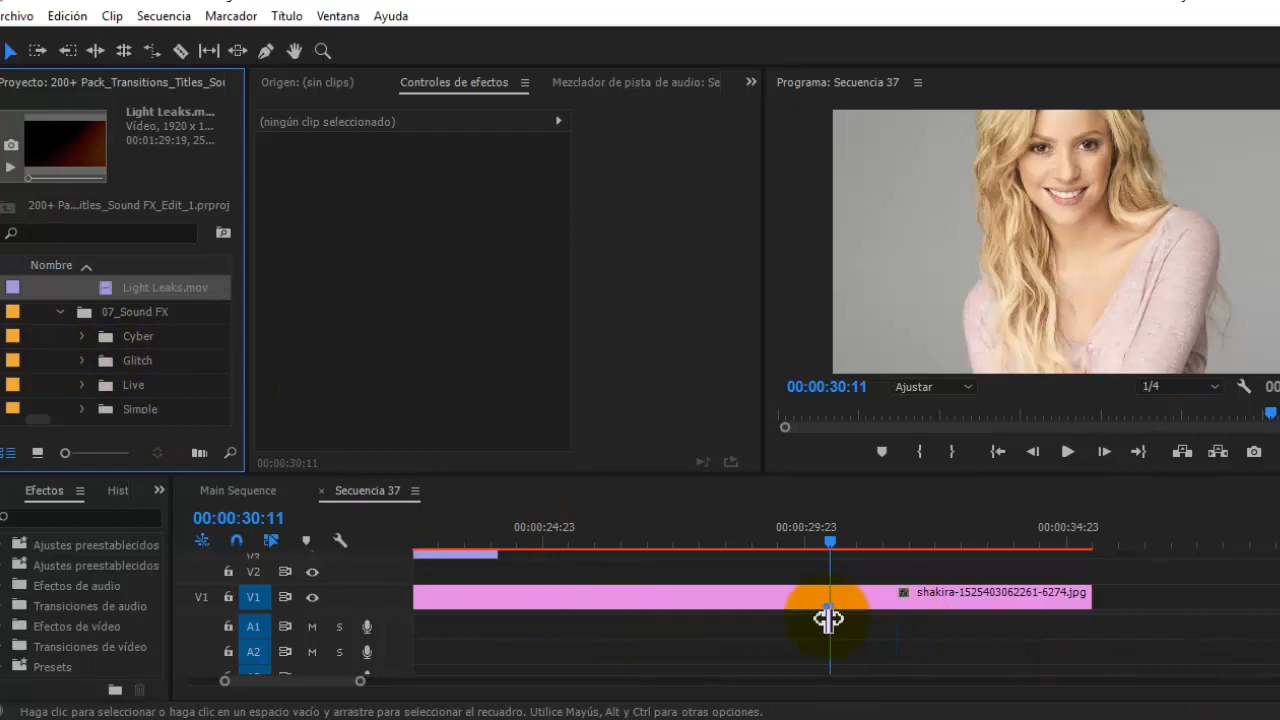 rchivo Edición Clip Secuencia Marcador Título Ventana Ayuda
Proyecto: 200+ Pack_Transitions_Titles_Sou
Origen: (sin clips) Controles de efectos Mezclador de pista de audio: Se
Programa: Secuencia 37
Light Leaks.m...
Vídeo, 1920 x 1...
00:01:29:19, 25...
(ningún clip seleccionado)
200+ Pa...itles_Sound FX_Edit_1.prproj
Nombre
Light Leaks.mov
07_Sound FX
Cyber
Glitch
Live
Simple
00:00:30:11
00:00:30:11 Ajustar 1/4 00
Efectos Hist
Main Sequence × Secuencia 37
00:00:30:11
00:00:24:23 00:00:29:23 00:00:34:23
Ajustes preestablecidos
Ajustes preestablecidos
Efectos de audio
Transiciones de audio
Efectos de vídeo
Transiciones de vídeo
Presets
V3
V2
V1 V1 shakira-1525403062261-6274.jpg
A1 M S
A2 M S
Haga clic para seleccionar o haga clic en un espacio vacío y arrastre para seleccionar el recuadro. Utilice Mayús, Alt y Ctrl para otras opciones.